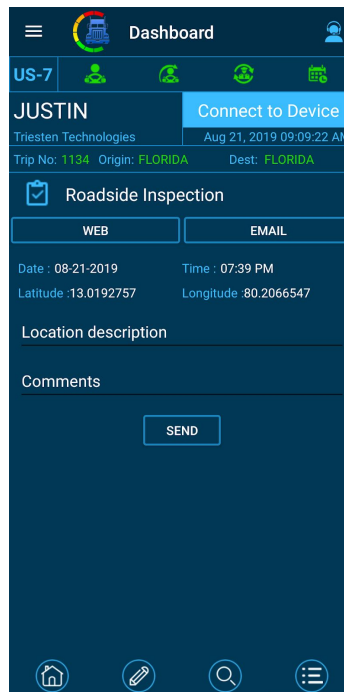 Dashboard
US-7
JUSTIN
Connect to Device
Triesten Technologies
Aug 21, 2019 09:09:22 AM
Trip No: 1134 Origin: FLORIDA Dest: FLORIDA
Roadside Inspection
WEB EMAIL
Date : 08-21-2019 Time : 07:39 PM
Latitude :13.0192757 Longitude :80.2066547
Location description
Comments
SEND